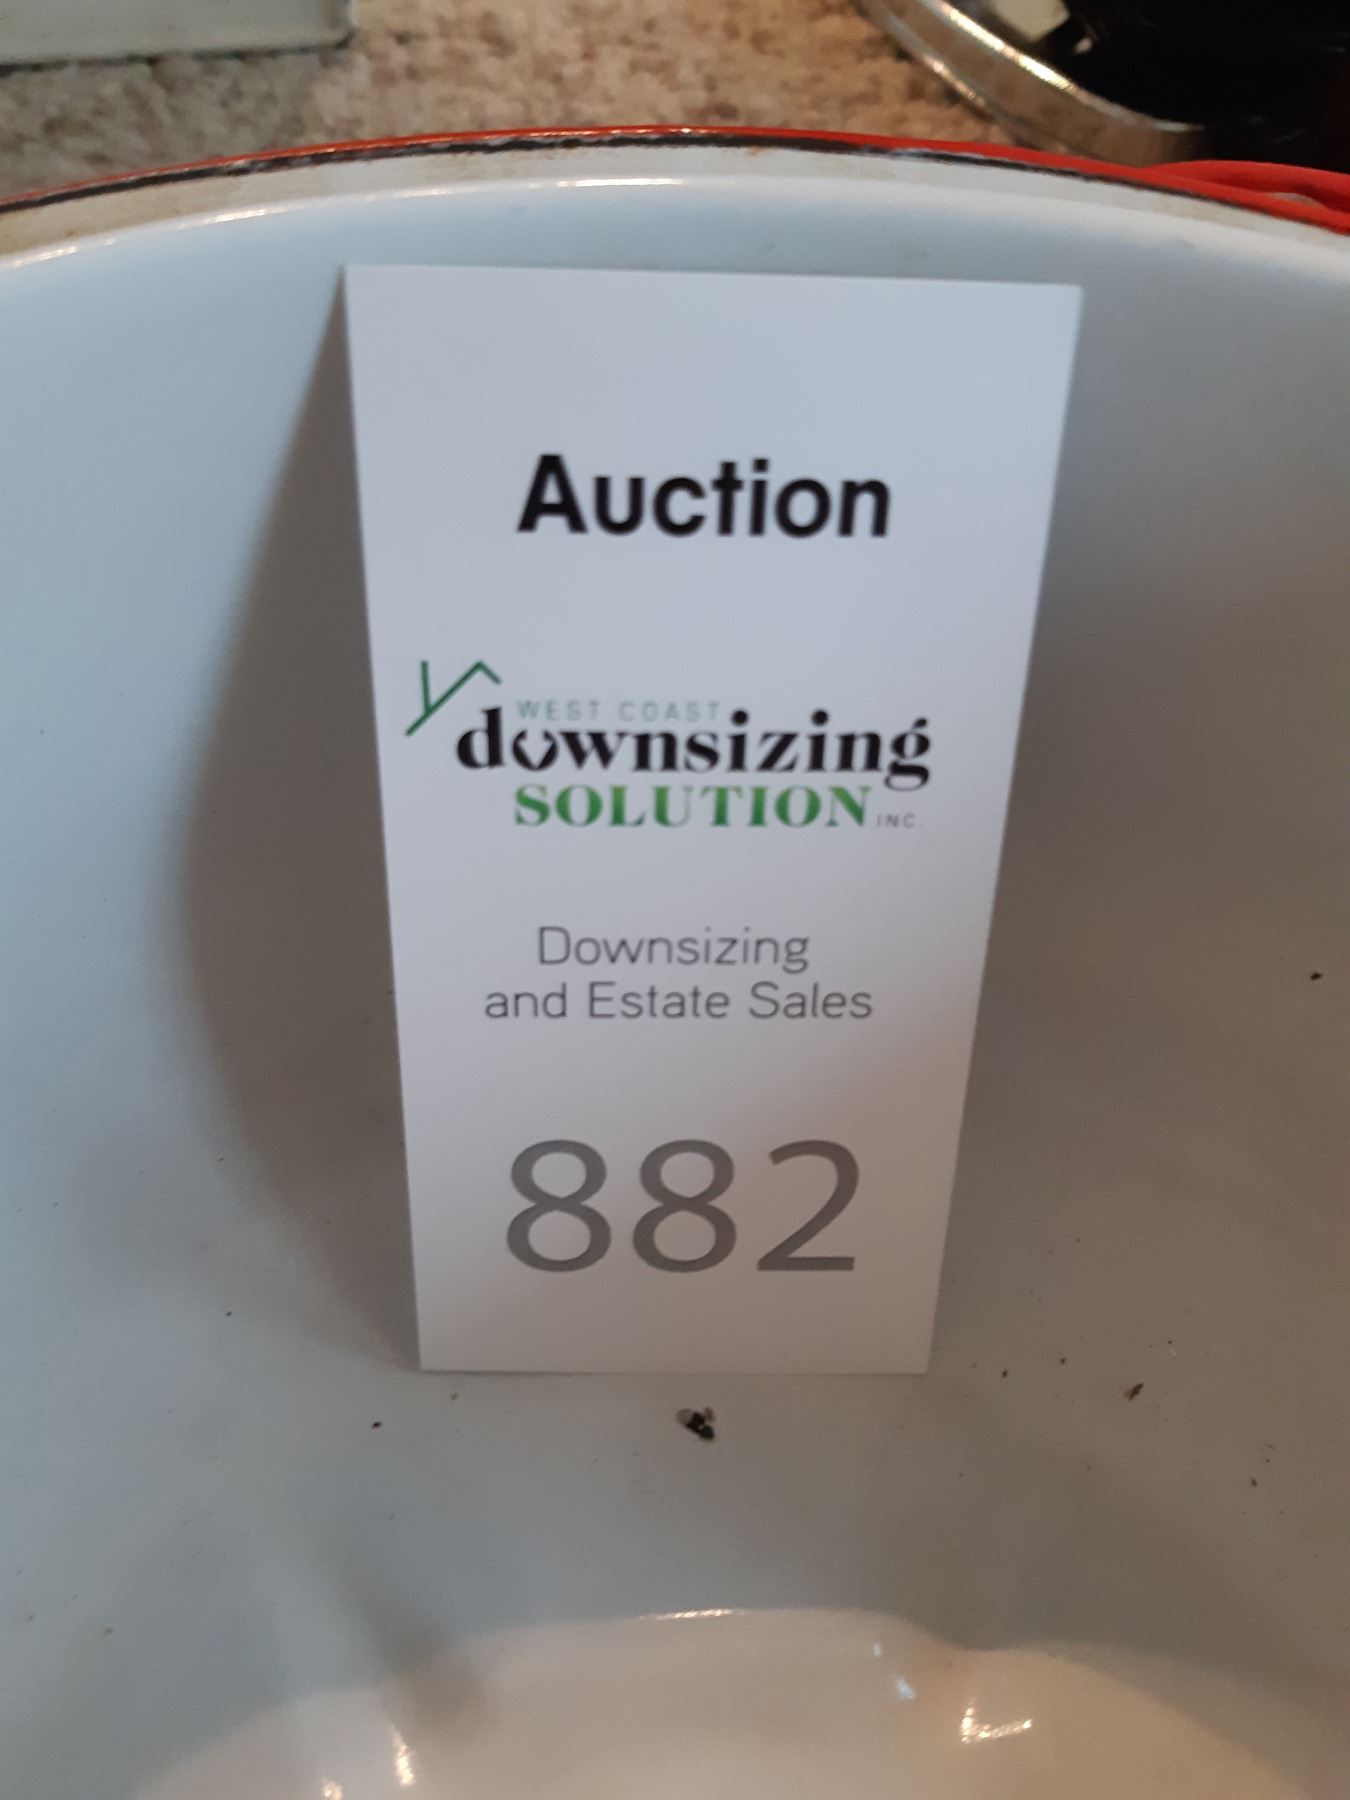 Auction
WEST COAST
downsizing
SOLUTION INC.
Downsizing
and Estate Sales
882